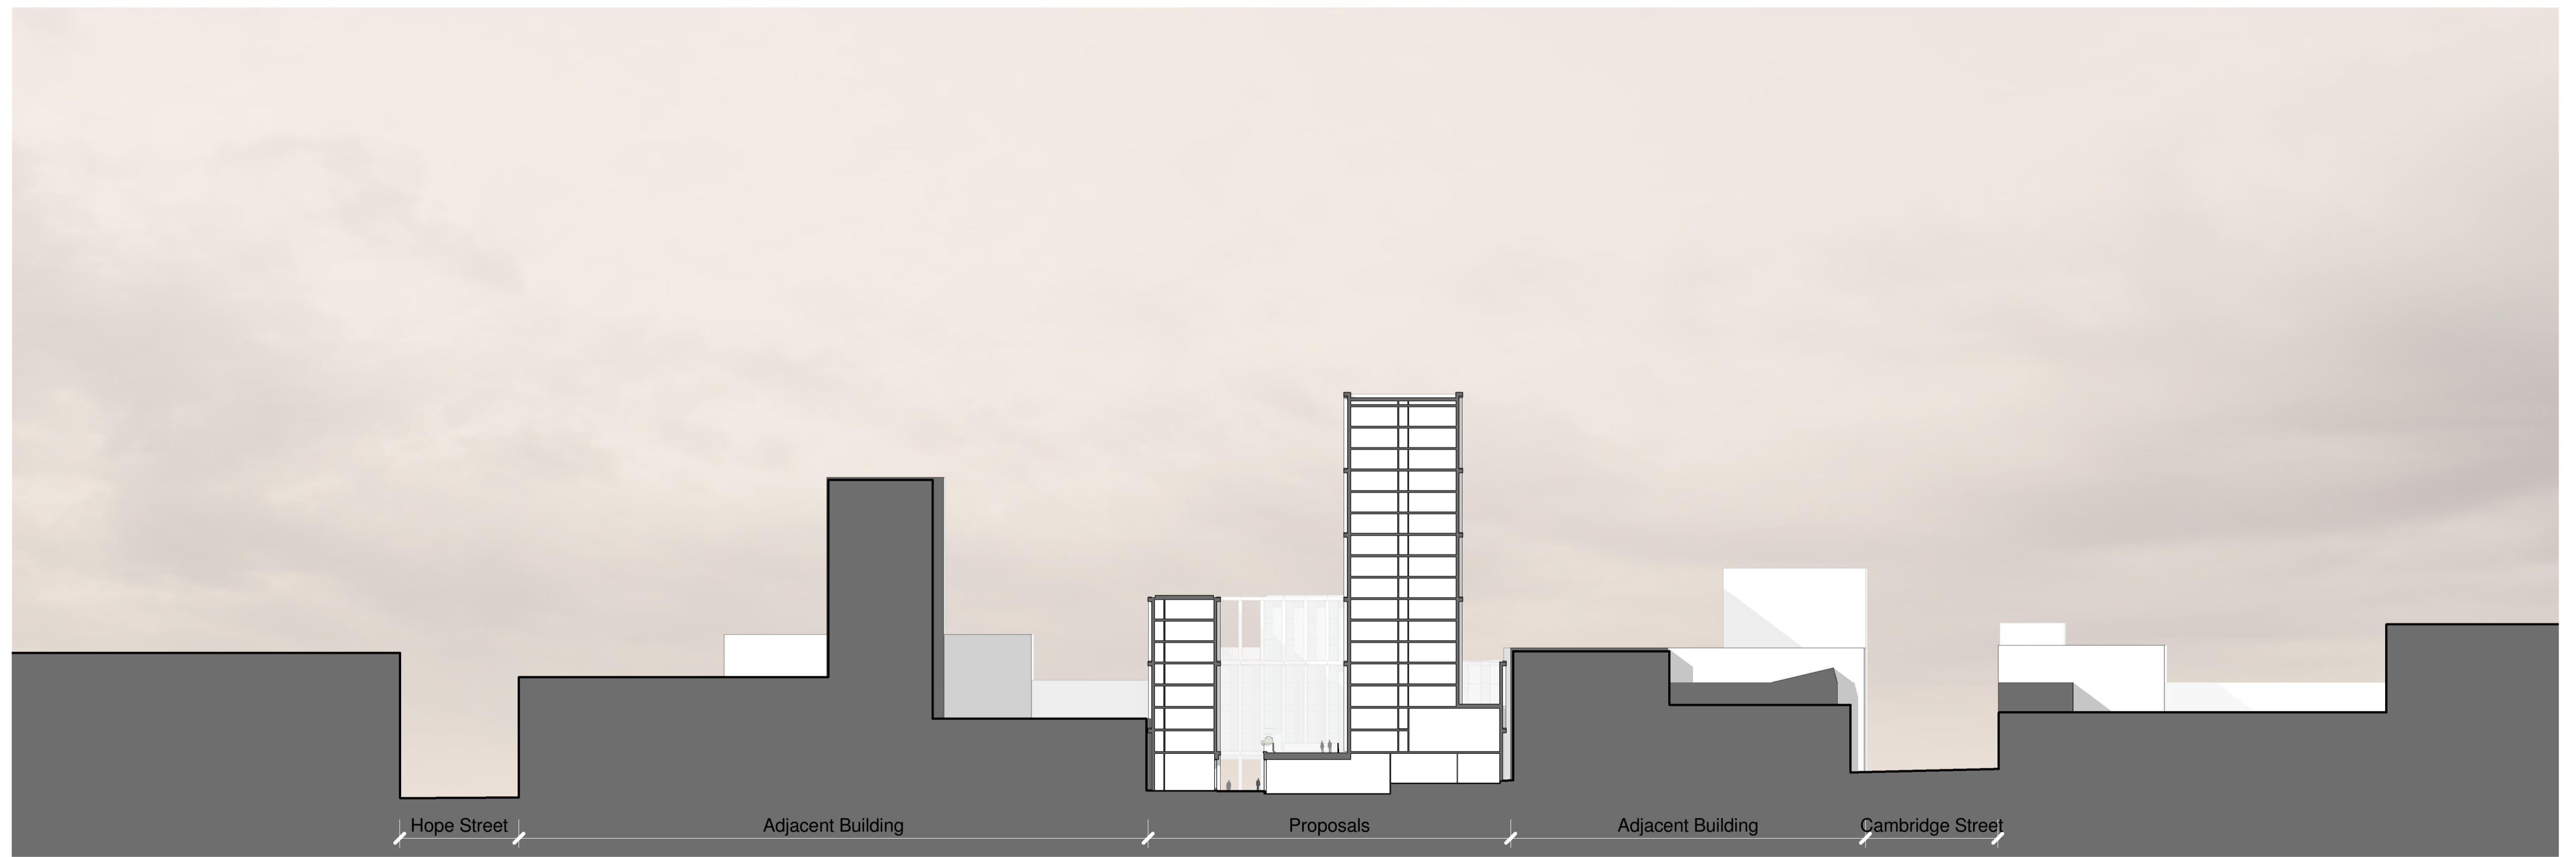 Hope Street
Adjacent Building
Proposals
Adjacent Building
Cambridge Street